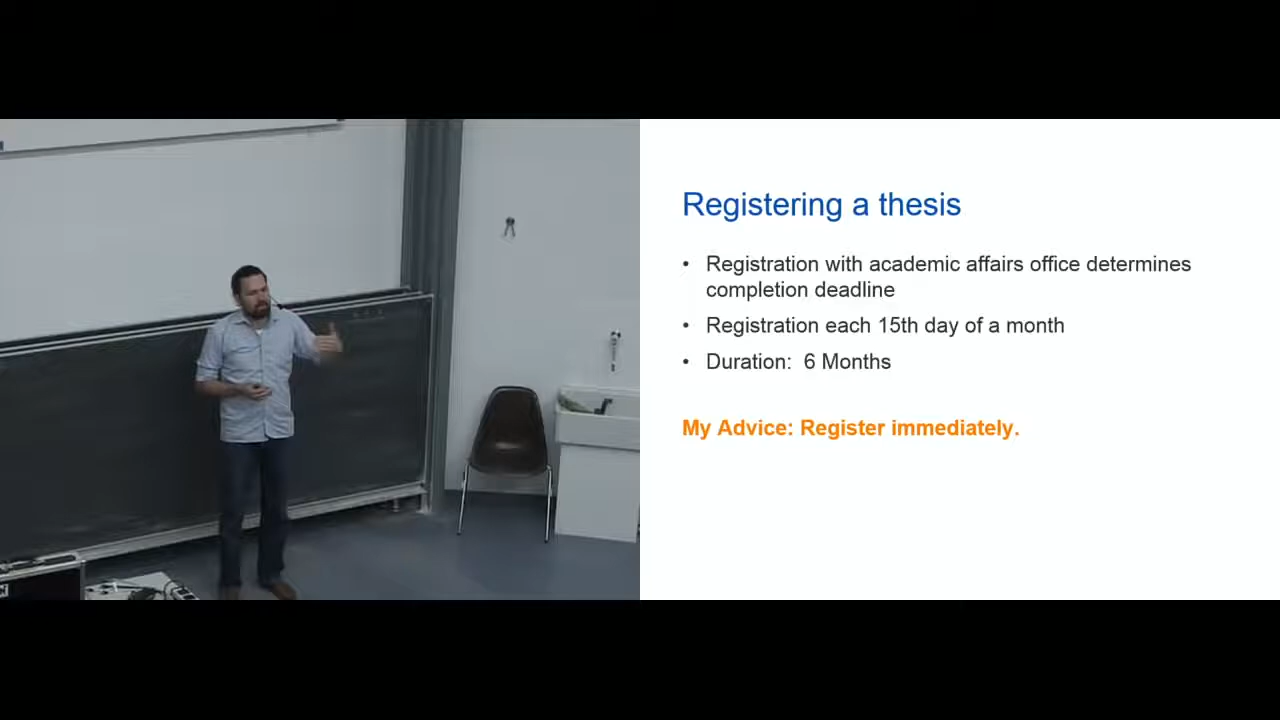 Registering a thesis
• Registration with academic affairs office determines
completion deadline
• Registration each 15th day of a month
• Duration: 6 Months
My Advice: Register immediately.